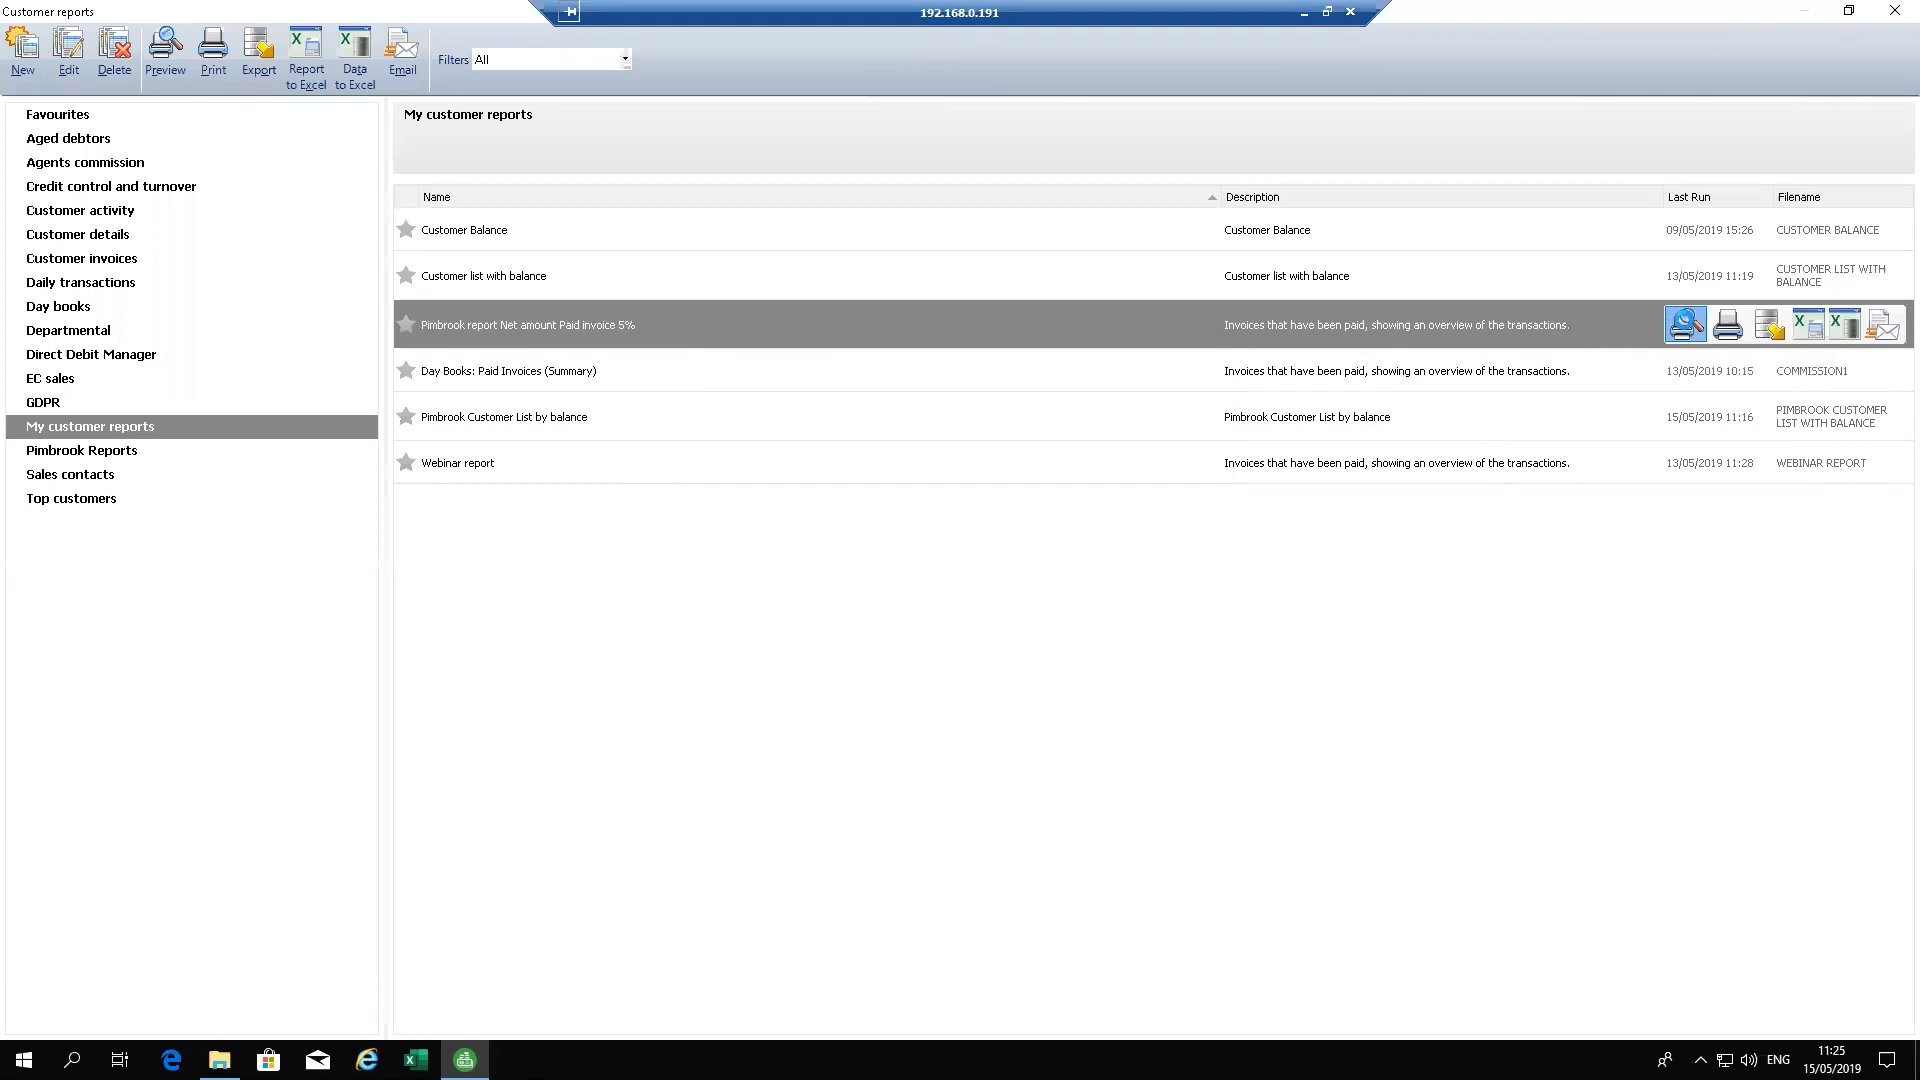 Customer reports
192.168.0.191
New
Edit
Delete
Preview
Print
Export
Report
to Excel
Data
to Excel
Email
Filters All
Favourites
Aged debtors
Agents commission
Credit control and turnover
Customer activity
Customer details
Customer invoices
Daily transactions
Day books
Departmental
Direct Debit Manager
EC sales
GDPR
My customer reports
Pimbrook Reports
Sales contacts
Top customers
My customer reports
Name Description Last Run Filename
Customer Balance Customer Balance 09/05/2019 15:26 CUSTOMER BALANCE
Customer list with balance Customer list with balance 13/05/2019 11:19 CUSTOMER LIST WITH
BALANCE
Pimbrook report Net amount Paid invoice 5% Invoices that have been paid, showing an overview of the transactions.
Day Books: Paid Invoices (Summary) Invoices that have been paid, showing an overview of the transactions. 13/05/2019 10:15 COMMISSION1
Pimbrook Customer List by balance Pimbrook Customer List by balance 15/05/2019 11:16 PIMBROOK CUSTOMER
LIST WITH BALANCE
Webinar report Invoices that have been paid, showing an overview of the transactions. 13/05/2019 11:28 WEBINAR REPORT
ENG
11:25
15/05/2019